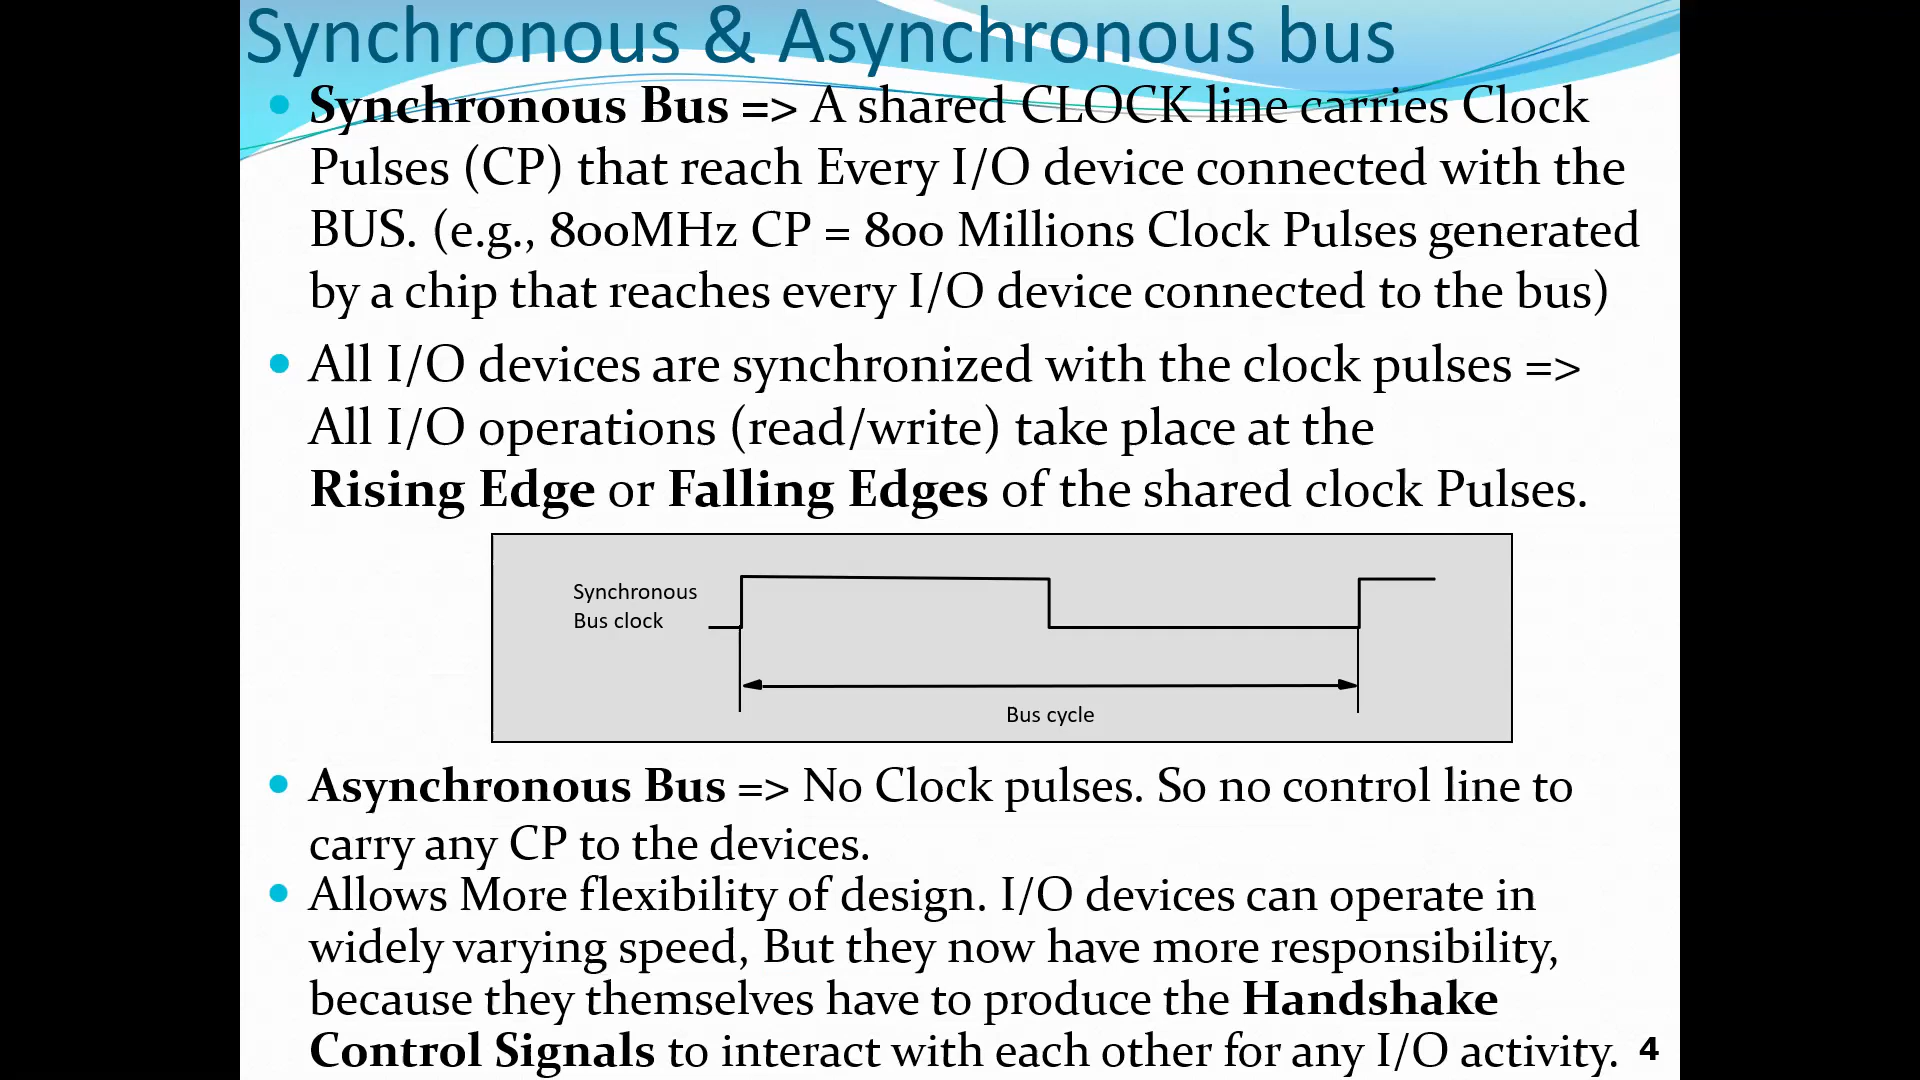 Synchronous & Asynchronous bus
Synchronous Bus => A shared CLOCK line carries Clock
Pulses (CP) that reach Every I/O device connected with the
BUS. (e.g., 800MHz CP = 800 Millions Clock Pulses generated
by a chip that reaches every I/O device connected to the bus)
All I/O devices are synchronized with the clock pulses =>
All I/O operations (read/write) take place at the
Rising Edge or Falling Edges of the shared clock Pulses.
Synchronous
Bus clock
Bus cycle
Asynchronous Bus => No Clock pulses. So no control line to
carry any CP to the devices.
Allows More flexibility of design. I/O devices can operate in
widely varying speed, But they now have more responsibility,
because they themselves have to produce the Handshake
Control Signals to interact with each other for any I/O activity.
4